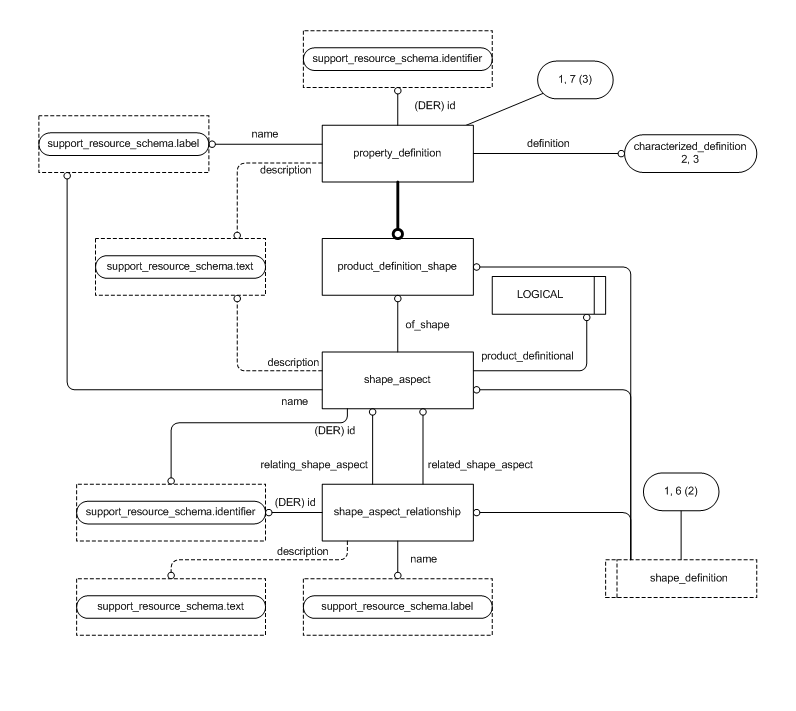 support_resource_schema.identifier
1, 7 (3)
(DER) id
name
definition
support_resource_schema.label
property_definition
characterized_definition
2, 3
description
support_resource_schema.text
product_definition_shape
LOGICAL
of_shape
product_definitional
description
shape_aspect
name
(DER) id
relating_shape_aspect
related_shape_aspect
1, 6 (2)
(DER) id
support_resource_schema.identifier
shape_aspect_relationship
description
name
shape_definition
support_resource_schema.text
support_resource_schema.label